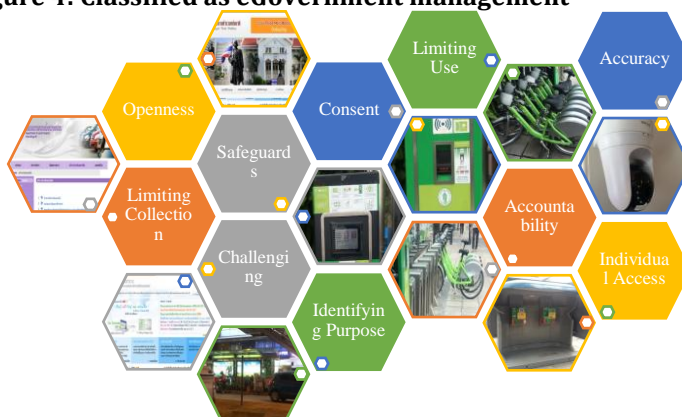 gure 1: Classified as eGovernment management
Limiting
Use
Accuracy
Openness
Consent
Safeguard
s
Limiting
Collectio
n
Accounta
bility
Challengi
ng
Individua
l Access
Identifyin
g Purpose